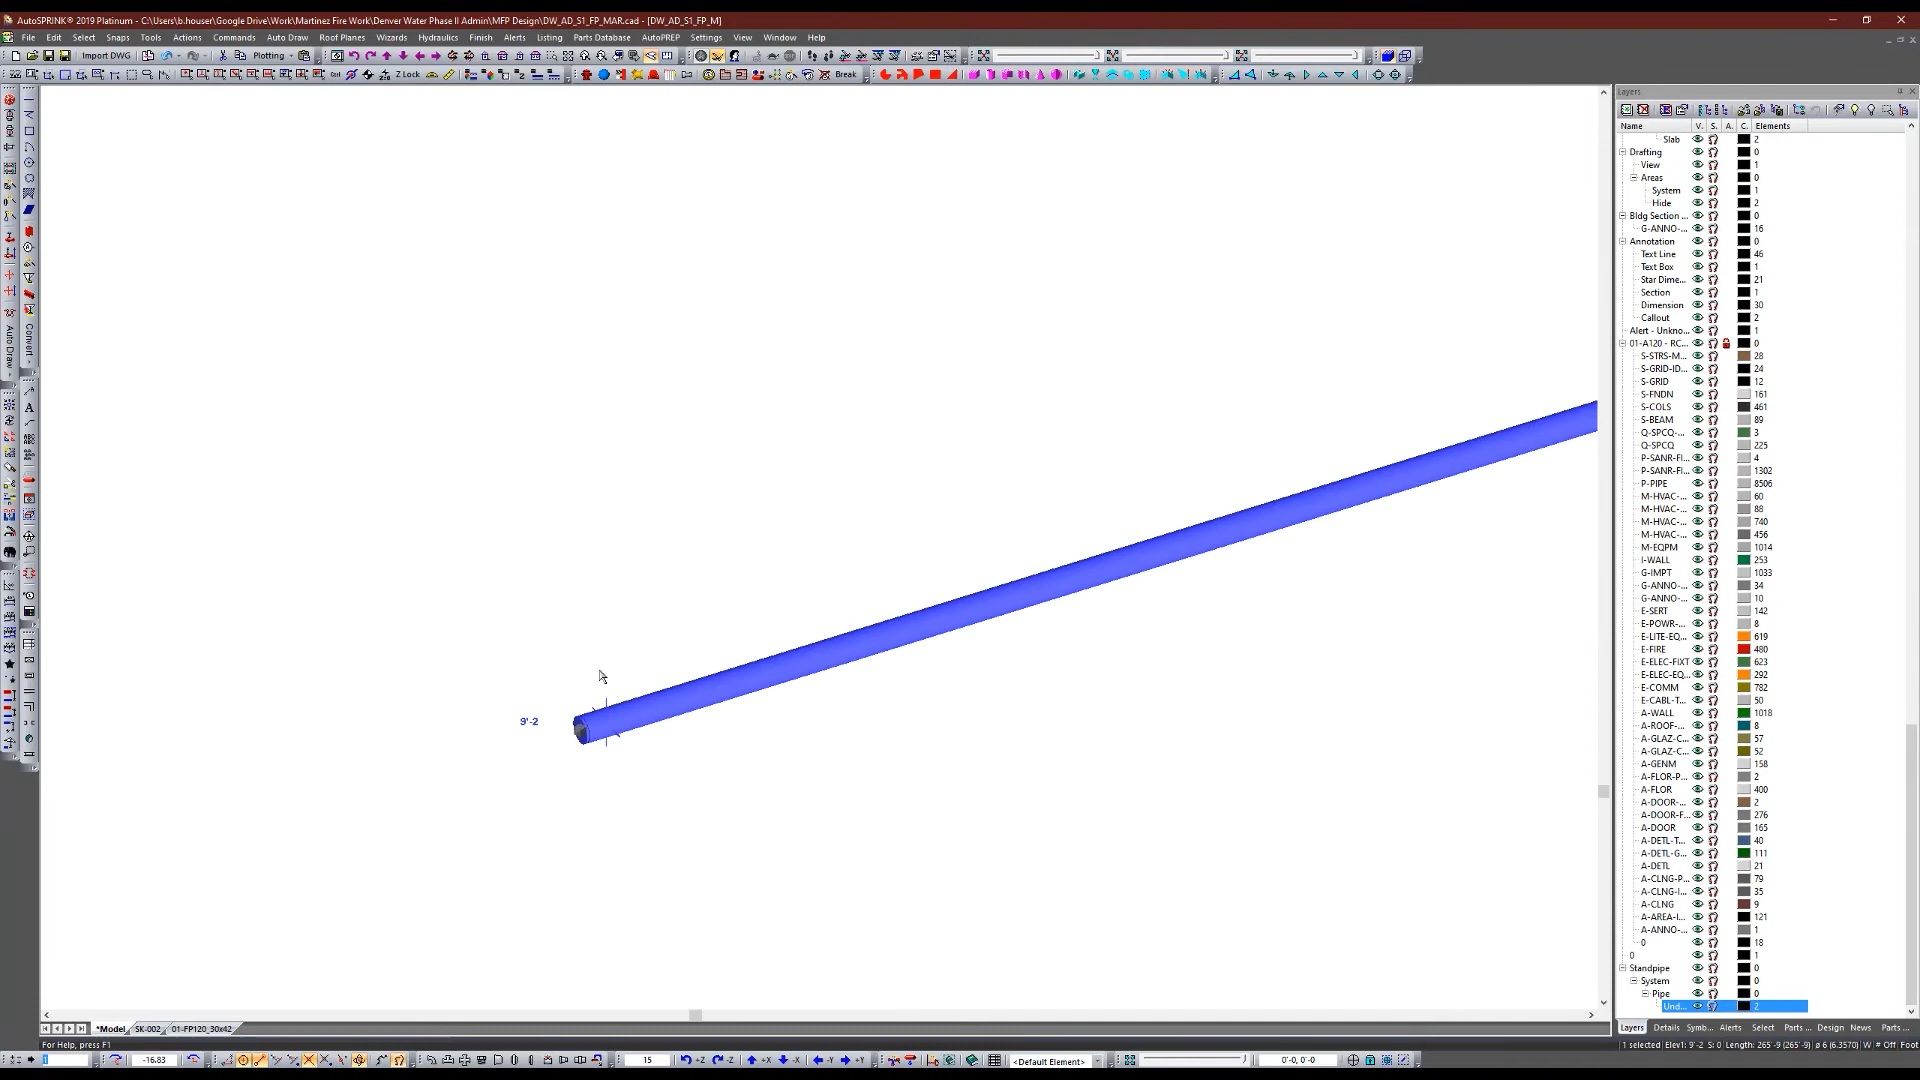 AutoSPRINK® 2019 Platinum - C:\Users\b.houser\Google Drive\Work\Martinez Fire Work\Denver Water Phase II Admin\MFP Design\DW_AD_S1_FP_MAR.cad - [DW_AD_S1_FP_M]
File Edit Select Snaps Tools Actions Commands Auto Draw Roof Planes Wizards Hydraulics Finish Alerts Listing Parts Database AutoPREP Settings View Window Help
Import DWG Plotting
Z Lock Break
Layers
Name V. S. A. C. Elements
Slab 2
Drafting 0
View 1
Areas 0
System 1
Hide 2
Bldg Section ... 0
G-ANNO-... 16
Annotation 0
Text Line 46
Text Box 1
Star Dime... 21
Section 1
Dimension 30
Callout 2
Alert - Unkno... 1
01-A120 - RC... 0
S-STRS-M... 28
S-GRID-ID... 24
S-GRID 12
S-FNDN 161
S-COLS 461
S-BEAM 89
Q-SPCQ-... 3
Q-SPCQ 225
P-SANR-FI... 4
P-SANR-FI... 1302
P-PIPE 8506
M-HVAC-... 60
M-HVAC-... 88
M-HVAC-... 740
M-HVAC-... 456
M-EQPM 1014
I-WALL 253
G-IMPT 1033
G-ANNO-... 34
G-ANNO-... 10
E-SERT 142
E-POWR-... 8
E-LITE-EQ... 619
E-FIRE 480
E-ELEC-FIXT 623
E-ELEC-EQ... 292
E-COMM 782
E-CABL-T... 50
A-WALL 1018
A-ROOF-... 8
A-GLAZ-C... 57
A-GLAZ-C... 52
A-GENM 158
A-FLOR-P... 2
A-FLOR 400
A-DOOR-... 2
A-DOOR-F... 276
A-DOOR 165
A-DETL-T... 40
A-DETL-G... 111
A-DETL 21
A-CLNG-P... 79
A-CLNG-I... 35
A-CLNG 9
A-AREA-I... 121
A-ANNO-... 1
0 18
0 1
Standpipe 0
System 0
Pipe 0
Und... 2
Auto Draw
Convert
9'-2
*Model SK-002 01-FP120_30x42
Layers Details Symb... Alerts Select Parts ... Design News Parts ...
For Help, press F1
1 selected Elev1: 9'-2 S: 0 Length: 265'-9 (265'-9) ø 6 (6.3570) W # Off Foot
1 -16.83 15 +Z -Z +X -X -Y +Y <Default Element> 0'-0, 0'-0